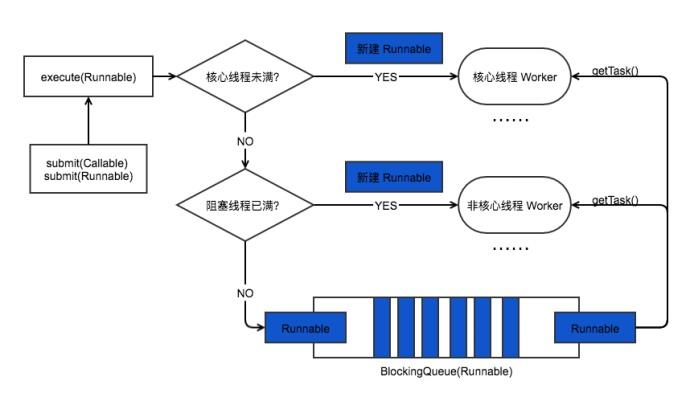 新建 Runnable
execute(Runnable)
核心线程未满?
YES
核心线程 Worker
getTask()
......
NO
submit(Callable)
submit(Runnable)
新建 Runnable
阻塞线程已满?
YES
非核心线程 Worker
getTask()
......
NO
Runnable
Runnable
BlockingQueue(Runnable)